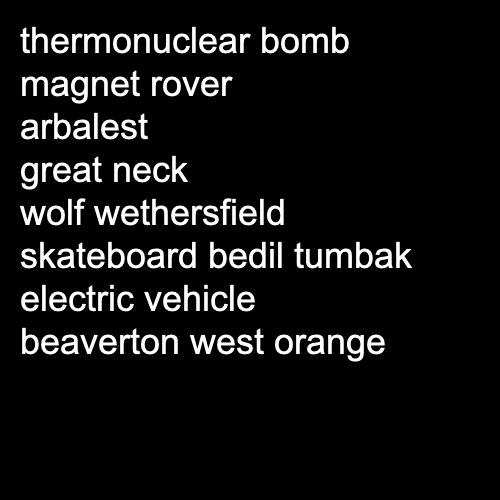 thermonuclear bomb
magnet rover
arbalest
great neck
wolf wethersfield
skateboard bedil tumbak
electric vehicle
beaverton west orange